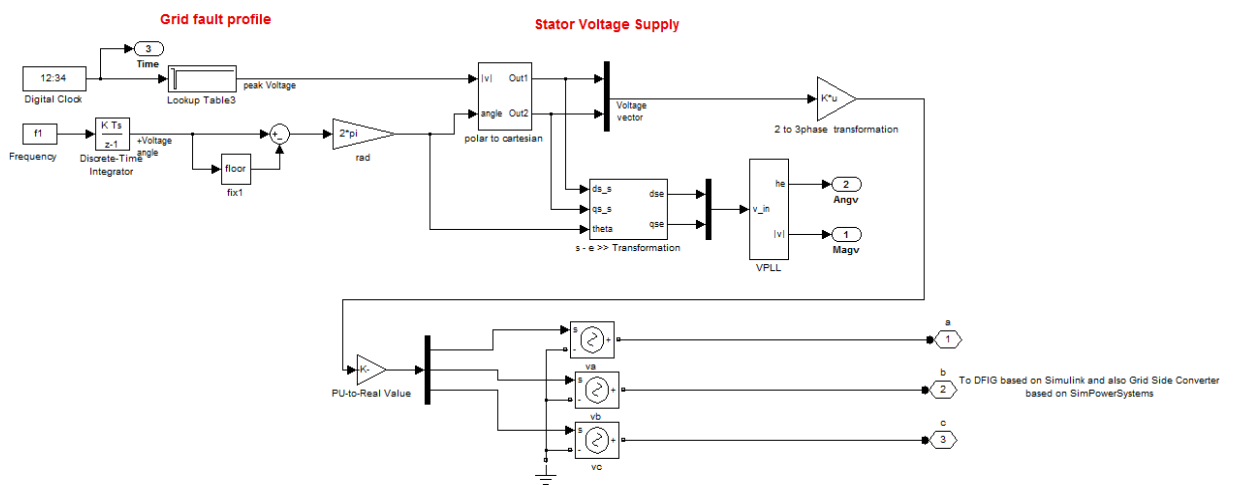 Grid fault profile
Stator Voltage Supply
3
Time
12:34
Digital Clock
Lookup Table3
peak Voltage
|v|
angle
Out1
Out2
polar to cartesian
Voltage
vector
K*u
2 to 3phase transformation
f1
Frequency
K Ts
z-1
Discrete-Time
Integrator
+Voltage
angle
floor
fix1
+
-
2*pi
rad
ds_s
qs_s
theta
dse
qse
s - e >> Transformation
v_in
he
|v|
VPLL
2
Angv
1
Magv
-K-
PU-to-Real Value
s
-
+
va
s
-
+
vb
s
-
+
vc
a
1
b
2
c
3
To DFIG based on Simulink and also Grid Side Converter
based on SimPowerSystems